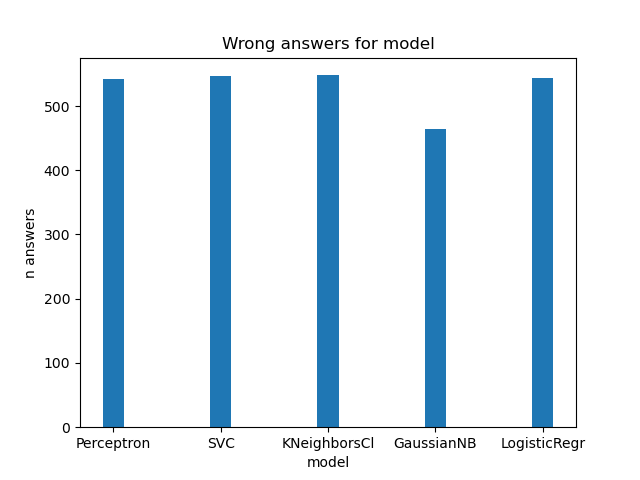 Wrong answers for model
n answers
500
400
300
200
100
0
Perceptron SVC KNeighborsCl GaussianNB LogisticRegr
model